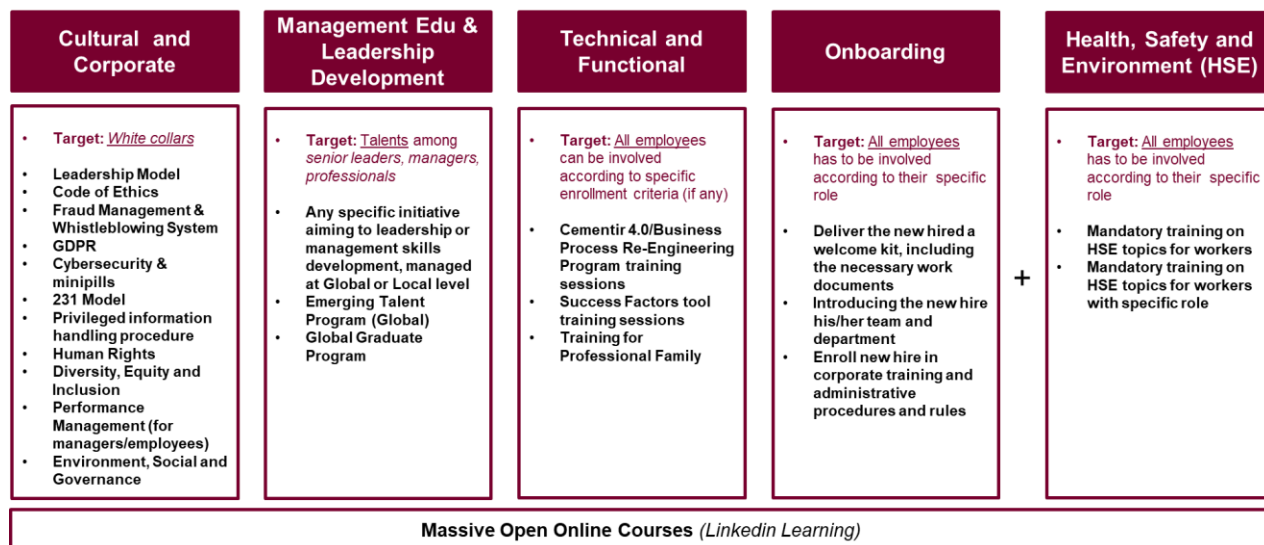 Cultural and
Corporate
Management Edu &
Leadership
Development
Technical and
Functional
Onboarding
Health, Safety and
Environment (HSE)
• Target: White collars
• Leadership Model
• Code of Ethics
• Fraud Management &
Whistleblowing System
• GDPR
• Cybersecurity &
minipills
• 231 Model
• Privileged information
handling procedure
• Human Rights
• Diversity, Equity and
Inclusion
• Performance
Management (for
managers/employees)
• Environment, Social and
Governance
• Target: Talents among
senior leaders, managers,
professionals
• Any specific initiative
aiming to leadership or
management skills
development, managed
at Global or Local level
• Emerging Talent
Program (Global)
• Global Graduate
Program
• Target: All employees
can be involved
according to specific
enrollment criteria (if any)
• Cementir 4.0/Business
Process Re-Engineering
Program training
sessions
• Success Factors tool
training sessions
• Training for
Professional Family
• Target: All employees
has to be involved
according to their specific
role
• Deliver the new hired a
welcome kit, including
the necessary work
documents
• Introducing the new hire
his/her team and
department
• Enroll new hire in
corporate training and
administrative
procedures and rules
+
• Target: All employees
has to be involved
according to their specific
role
• Mandatory training on
HSE topics for workers
• Mandatory training on
HSE topics for workers
with specific role
Massive Open Online Courses (Linkedin Learning)